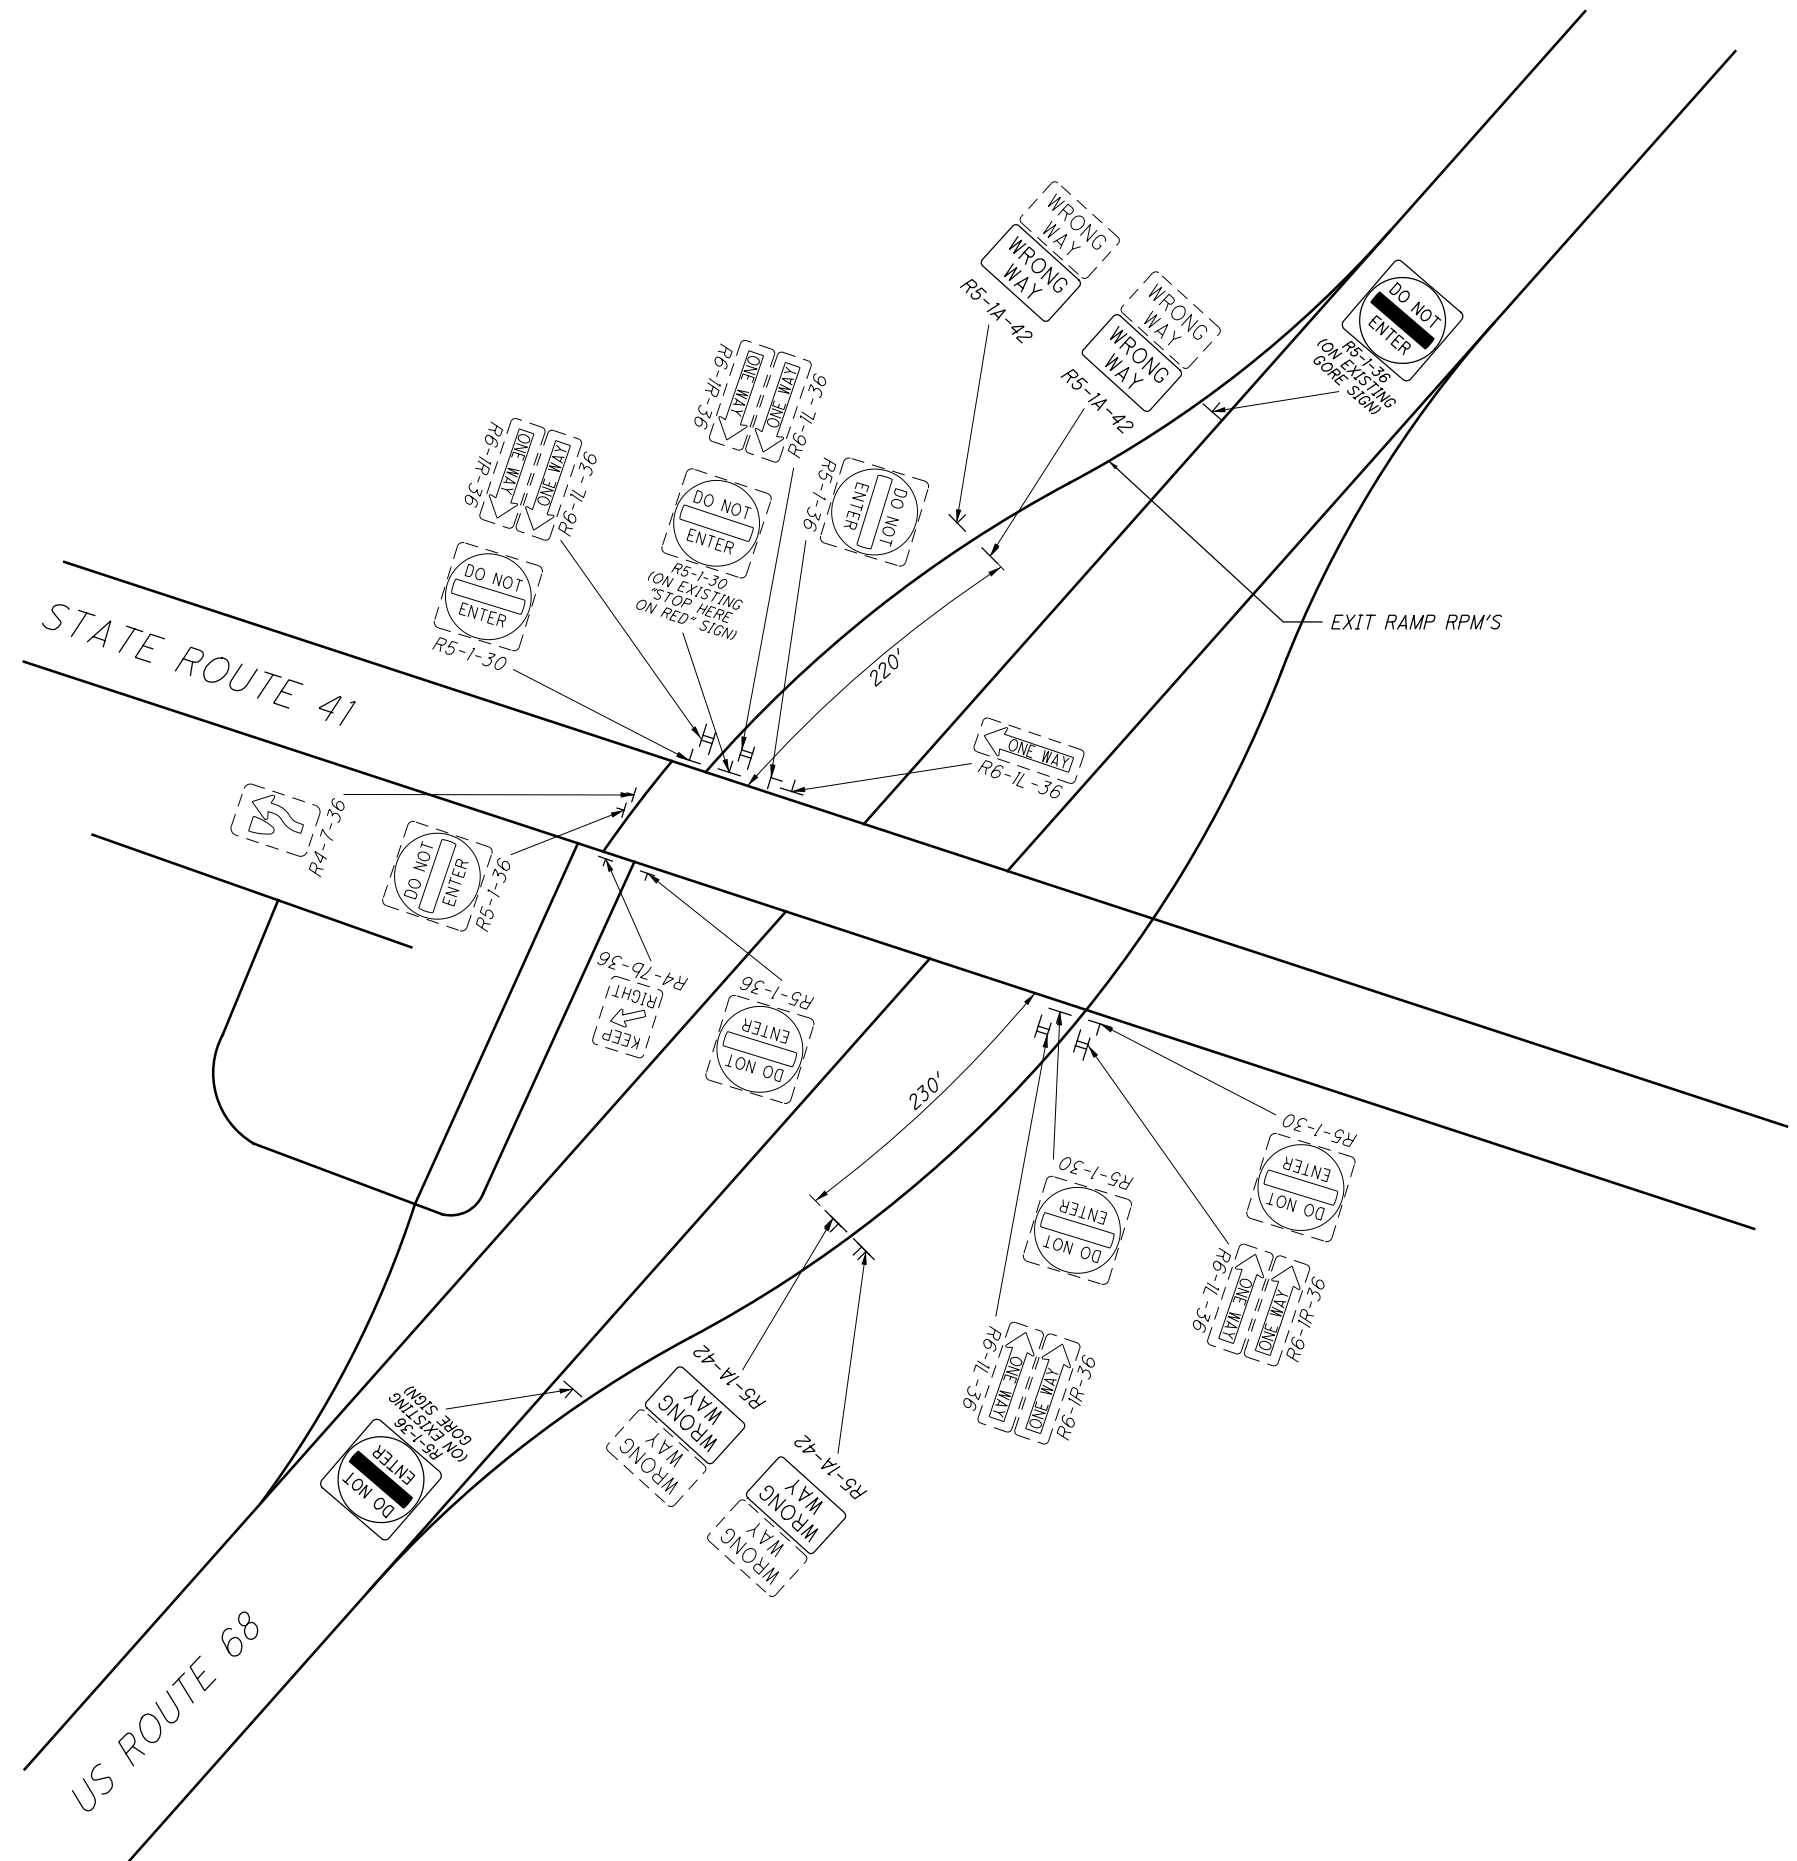 WRONG
WAY
WRONG
WAY
R5-1A-42
WRONG
WAY
WRONG
WAY
R5-1A-42
DO NOT
ENTER
R5-1-36
(ON EXISTING
GORE SIGN)
R6-1R-36
ONE WAY
ONE WAY
R6-1L-36
R6-1R-36
ONE WAY
ONE WAY
R6-1L-36
DO NOT
ENTER
R5-1-30
DO NOT
ENTER
R5-1-30
(ON EXISTING
"STOP HERE
ON RED" SIGN)
DO NOT
ENTER
R5-1-36
EXIT RAMP RPM'S
220'
STATE ROUTE 41
ONE WAY
R6-1L-36
R4-7-36
DO NOT
ENTER
R5-1-36
R4-7b-36
KEEP
RIGHT
R5-1-36
DO NOT
ENTER
230'
R5-1-30
DO NOT
ENTER
R5-1-30
DO NOT
ENTER
R6-1L-36
ONE WAY
ONE WAY
R6-1R-36
R6-1L-36
ONE WAY
ONE WAY
R6-1R-36
R5-1A-42
WRONG
WAY
WRONG
WAY
R5-1A-42
WRONG
WAY
WRONG
WAY
R5-1-36
(ON EXISTING
GORE SIGN)
DO NOT
ENTER
US ROUTE 68